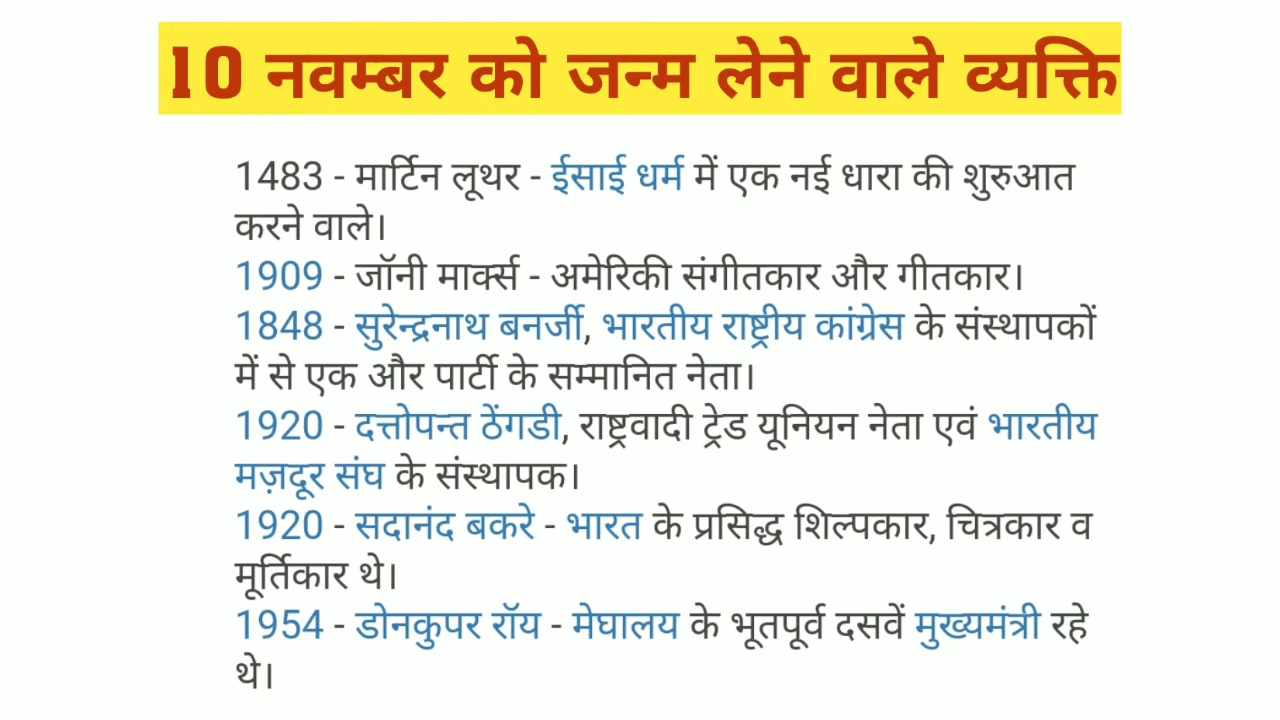 10 नवम्बर को जन्म लेने वाले व्यक्ति
1483 - मार्टिन लूथर - ईसाई धर्म में एक नई धारा की शुरुआत
करने वाले।
1909 - जॉनी मार्क्स - अमेरिकी संगीतकार और गीतकार।
1848 - सुरेन्द्रनाथ बनर्जी, भारतीय राष्ट्रीय कांग्रेस के संस्थापकों
में से एक और पार्टी के सम्मानित नेता।
1920 - दत्तोपन्त ठेंगडी, राष्ट्रवादी ट्रेड यूनियन नेता एवं भारतीय
मज़दूर संघ के संस्थापक।
1920 - सदानंद बकरे - भारत के प्रसिद्ध शिल्पकार, चित्रकार व
मूर्तिकार थे।
1954 - डोनकुपर रॉय - मेघालय के भूतपूर्व दसवें मुख्यमंत्री रहे
थे।